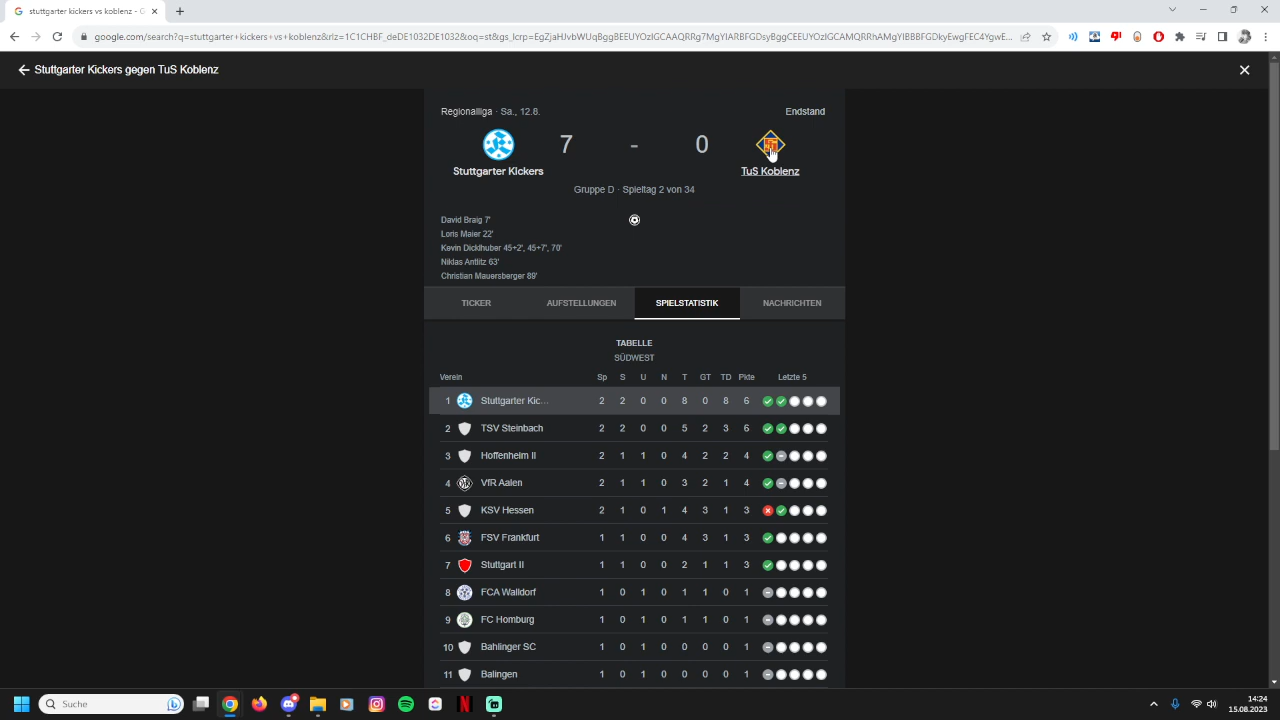 stuttgarter kickers vs koblenz - G
google.com/search?q=stuttgarter+kickers+vs+koblenz&rlz=1C1CHBF_deDE1032DE1032&oq=st&gs_lcrp=EgZjaHJvbWUqBggBEEUYOzIGCAAQRRg7MgYIARBFGDsyBggCEEUYOzIGCAMQRRhAMgYIBBBFGDkyEwgFEC4YgwE...
Stuttgarter Kickers gegen TuS Koblenz
Regionalliga · Sa., 12.8. Endstand
7 - 0
Stuttgarter Kickers TuS Koblenz
Gruppe D · Spieltag 2 von 34
David Braig 7'
Loris Maier 22'
Kevin Dicklhuber 45+2', 45+7', 70'
Niklas Antlitz 63'
Christian Mauersberger 89'
TICKER AUFSTELLUNGEN SPIELSTATISTIK NACHRICHTEN
TABELLE
SÜDWEST
Verein Sp S U N T GT TD Pkte Letzte 5
1 Stuttgarter Kic... 2 2 0 0 8 0 8 6
2 TSV Steinbach 2 2 0 0 5 2 3 6
3 Hoffenheim II 2 1 1 0 4 2 2 4
4 VfR Aalen 2 1 1 0 3 2 1 4
5 KSV Hessen 2 1 0 1 4 3 1 3
6 FSV Frankfurt 1 1 0 0 4 3 1 3
7 Stuttgart II 1 1 0 0 2 1 1 3
8 FCA Walldorf 1 0 1 0 1 1 0 1
9 FC Homburg 1 0 1 0 1 1 0 1
10 Bahlinger SC 1 0 1 0 0 0 0 1
11 Balingen 1 0 1 0 0 0 0 1
Suche
14:24
15.08.2023